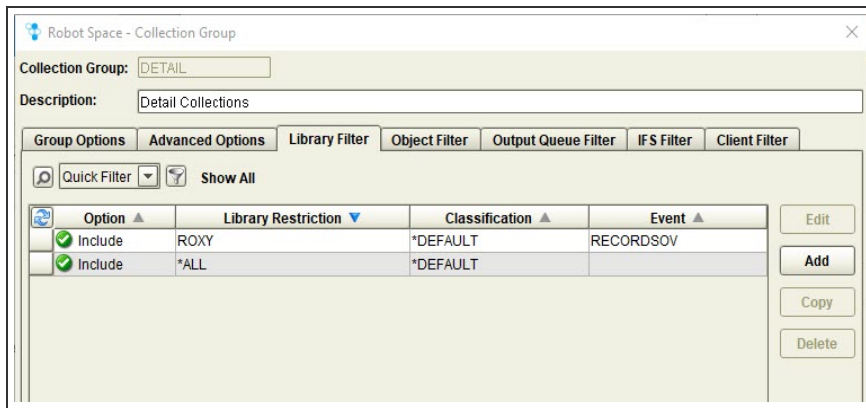 Robot Space - Collection Group
Collection Group: DETAIL
Description: Detail Collections
Group Options Advanced Options Library Filter Object Filter Output Queue Filter IFS Filter Client Filter
Quick Filter Show All
Option Library Restriction Classification Event Edit
Include ROXY *DEFAULT RECORDSOV
Include *ALL *DEFAULT Add
Copy
Delete